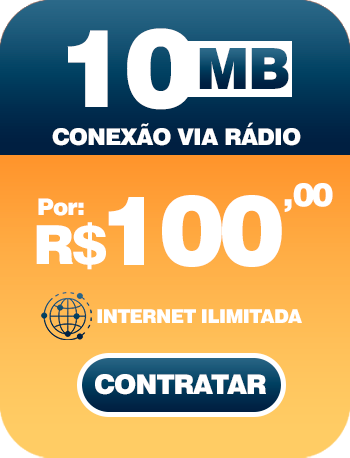 10 MB
CONEXÃO VIA RÁDIO
Por:
R$100,00
INTERNET ILIMITADA
CONTRATAR